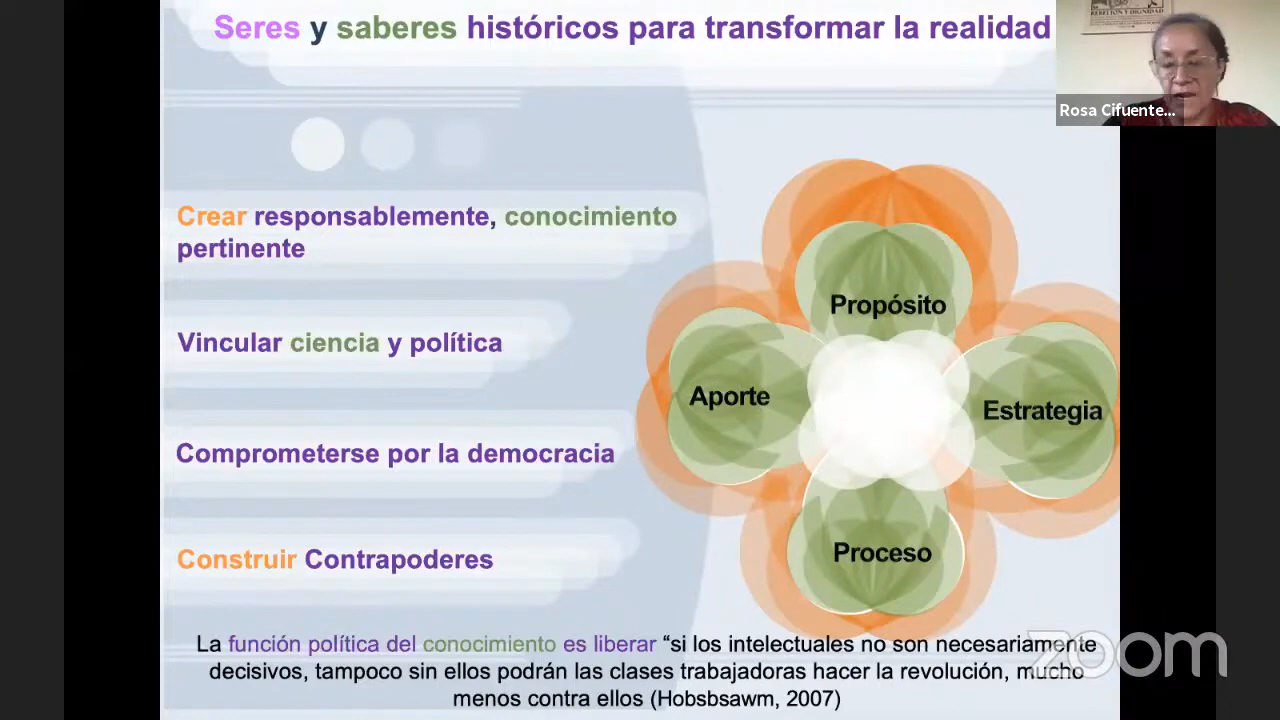 Seres y saberes históricos para transformar la realidad
REBELIÓN Y DIGNIDAD
Rosa Cifuente...
Crear responsablemente, conocimiento
pertinente
Vincular ciencia y política
Comprometerse por la democracia
Construir Contrapoderes
Propósito
Aporte
Estrategia
Proceso
La función política del conocimiento es liberar “si los intelectuales no son necesariamente
decisivos, tampoco sin ellos podrán las clases trabajadoras hacer la revolución, mucho
menos contra ellos (Hobsbsawm, 2007)
zoom